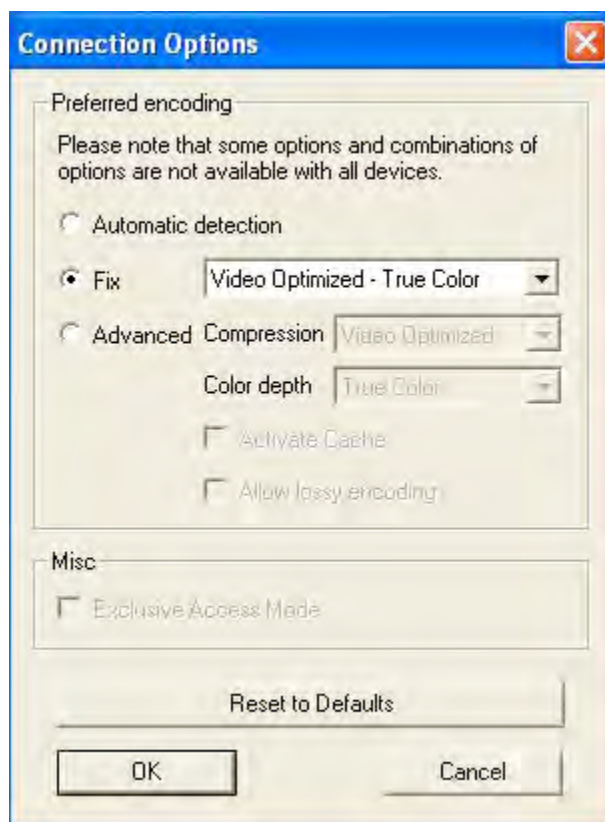 Connection Options
Preferred encoding
Please note that some options and combinations of
options are not available with all devices.
Automatic detection
Fix Video Optimized - True Color
Advanced Compression Video Optimized
Color depth True Color
Activate Cache
Allow lossy encoding
Misc
Exclusive Access Mode
Reset to Defaults
OK Cancel